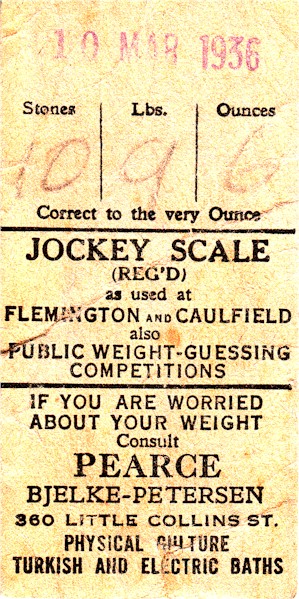 10 MAR 1936
Stones Lbs. Ounces
10 9 6
Correct to the very Ounce
JOCKEY SCALE
(REG'D)
as used at
FLEMINGTON AND CAULFIELD
also
PUBLIC WEIGHT-GUESSING
COMPETITIONS
IF YOU ARE WORRIED
ABOUT YOUR WEIGHT
Consult
PEARCE
BJELKE-PETERSEN
360 LITTLE COLLINS ST.
PHYSICAL CULTURE
TURKISH AND ELECTRIC BATHS